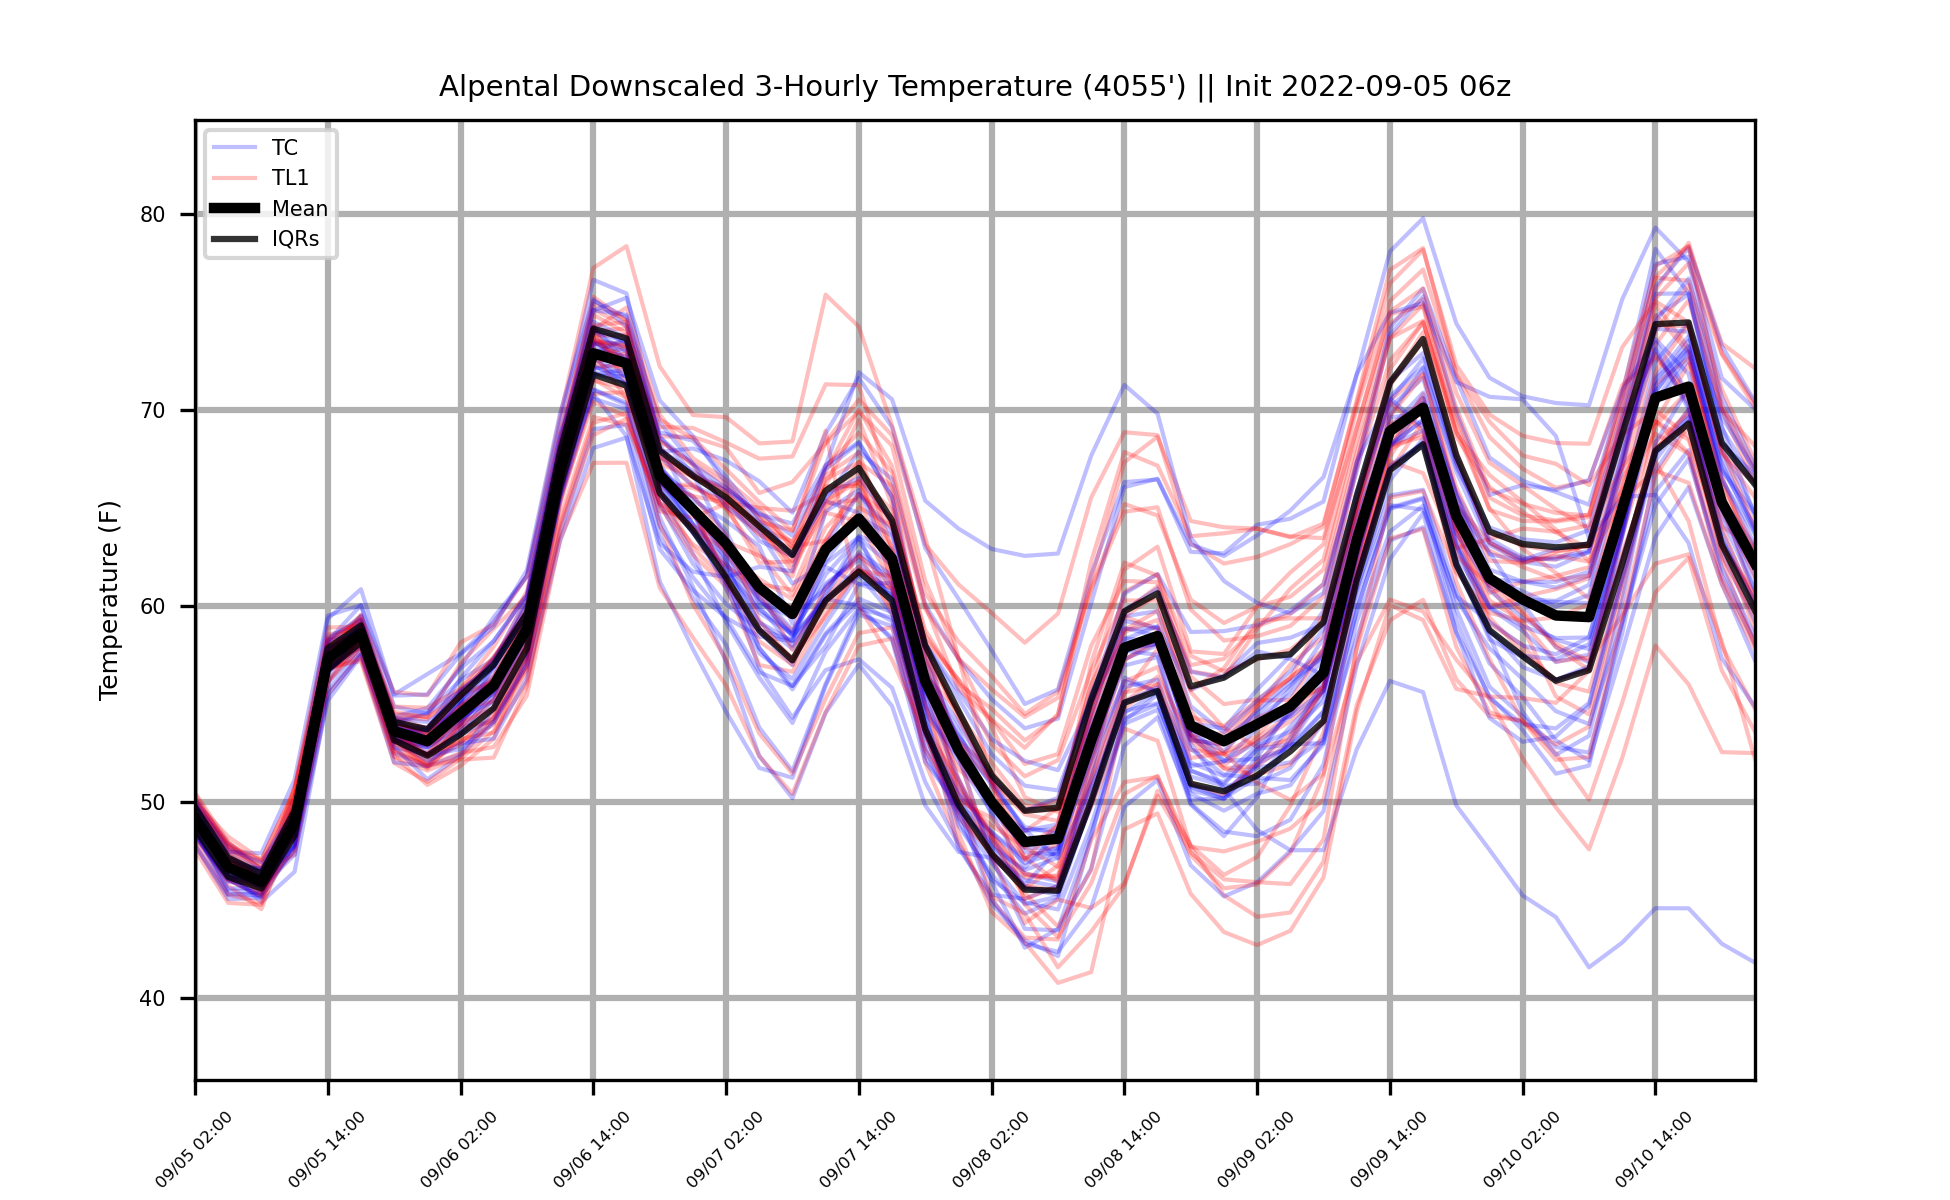 Alpental Downscaled 3-Hourly Temperature (4055') || Init 2022-09-05 06z
TC
TL1
Mean
IQRs
Temperature (F)
80
70
60
50
40
09/05 02:00
09/05 14:00
09/06 02:00
09/06 14:00
09/07 02:00
09/07 14:00
09/08 02:00
09/08 14:00
09/09 02:00
09/09 14:00
09/10 02:00
09/10 14:00